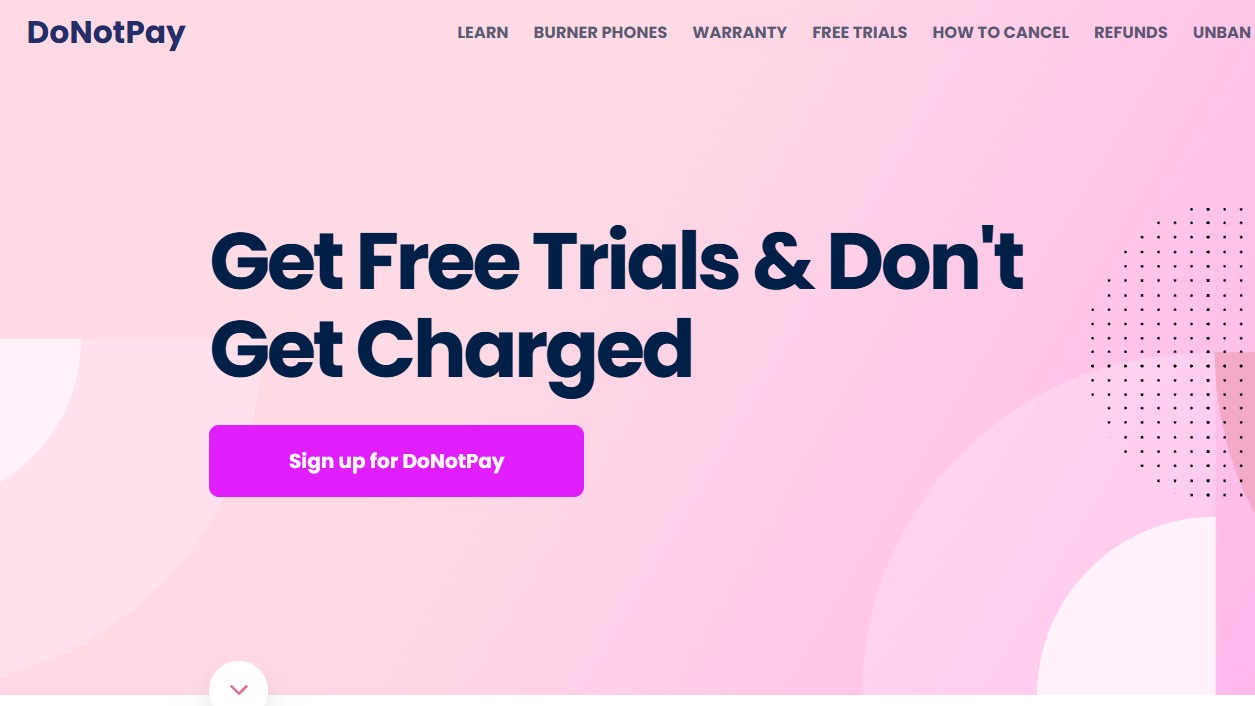 DoNotPay
LEARN BURNER PHONES WARRANTY FREE TRIALS HOW TO CANCEL REFUNDS UNBAN
Get Free Trials & Don't
Get Charged
Sign up for DoNotPay